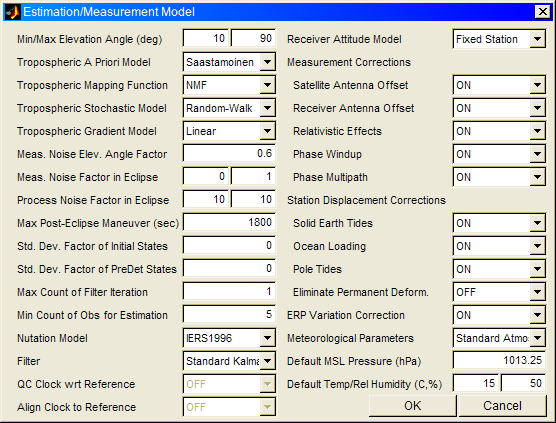 Estimation/Measurement Model
Min/Max Elevation Angle (deg) 10 90
Tropospheric A Priori Model Saastamoinen
Tropospheric Mapping Function NMF
Tropospheric Stochastic Model Random-Walk
Tropospheric Gradient Model Linear
Meas. Noise Elev. Angle Factor 0.6
Meas. Noise Factor in Eclipse 0 1
Process Noise Factor in Eclipse 10 10
Max Post-Eclipse Maneuver (sec) 1800
Std. Dev. Factor of Initial States 0
Std. Dev. Factor of PreDet States 0
Max Count of Filter Iteration 1
Min Count of Obs for Estimation 5
Nutation Model IERS1996
Filter Standard Kalma
QC Clock wrt Reference OFF
Align Clock to Reference OFF
Receiver Attitude Model Fixed Station
Measurement Corrections
Satellite Antenna Offset ON
Receiver Antenna Offset ON
Relativistic Effects ON
Phase Windup ON
Phase Multipath ON
Station Displacement Corrections
Solid Earth Tides ON
Ocean Loading ON
Pole Tides ON
Eliminate Permanent Deform. OFF
ERP Variation Correction ON
Meteorological Parameters Standard Atmo
Default MSL Pressure (hPa) 1013.25
Default Temp/Rel Humidity (C,%) 15 50
OK Cancel